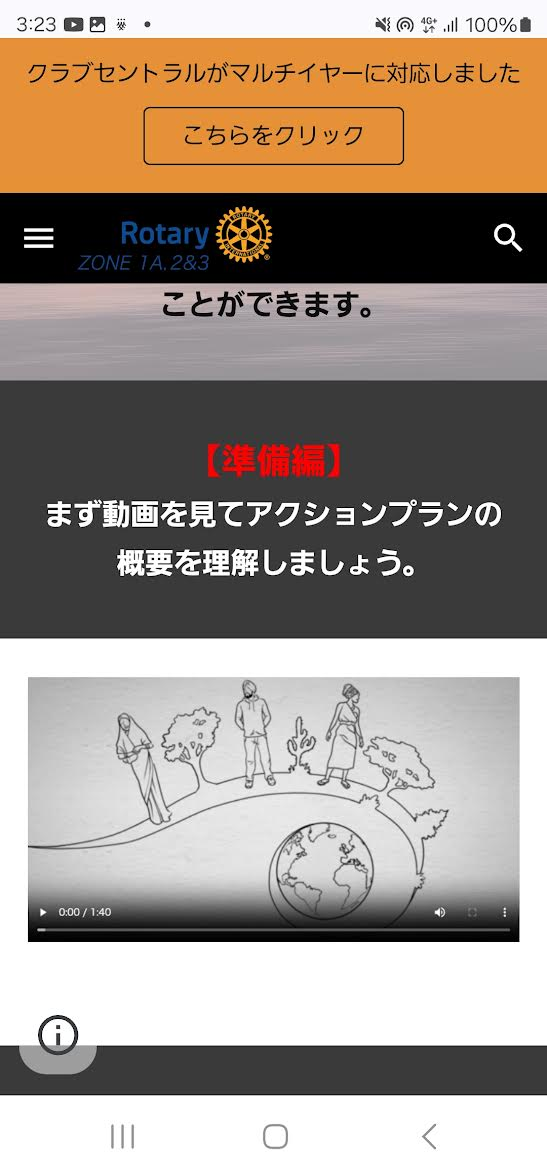 3:23
4G+
100%
クラブセントラルがマルチイヤーに対応しました
こちらをクリック
Rotary
ZONE 1A.2&3
ことができます。
【準備編】
まず動画を見てアクションプランの
概要を理解しましょう。
0:00 / 1:40